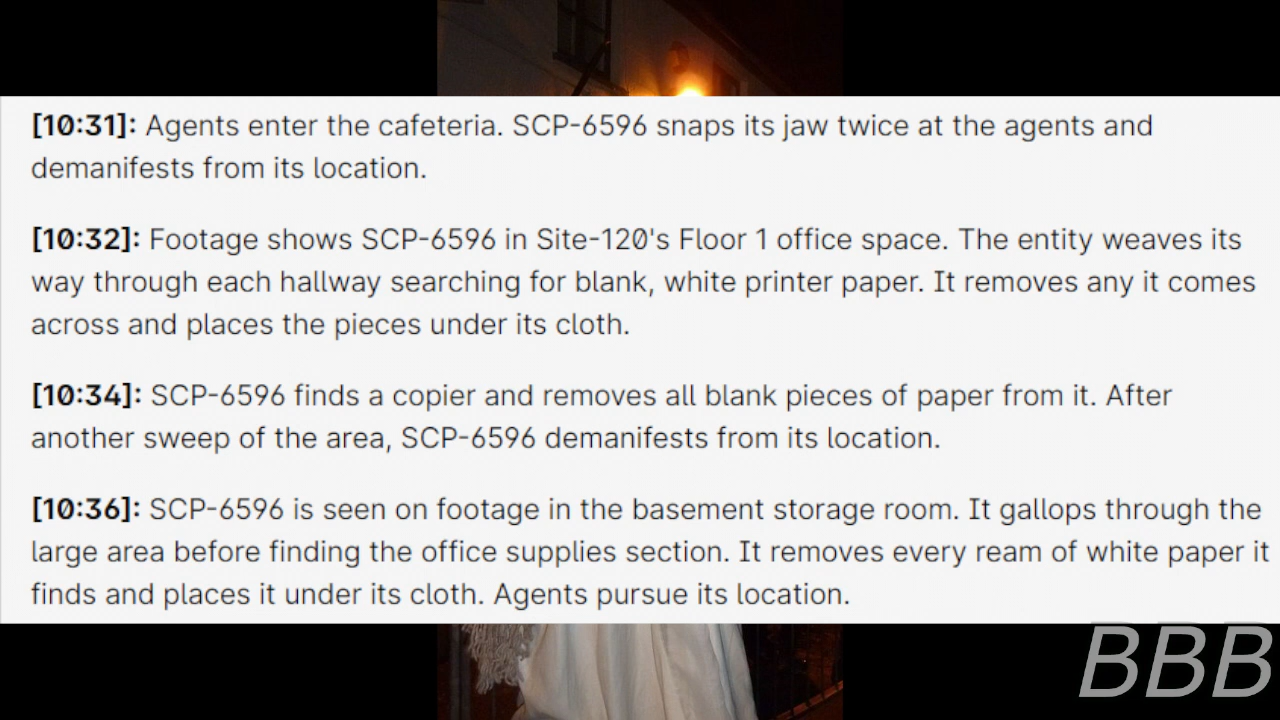 [10:31]: Agents enter the cafeteria. SCP-6596 snaps its jaw twice at the agents and
demanifests from its location.
[10:32]: Footage shows SCP-6596 in Site-120's Floor 1 office space. The entity weaves its
way through each hallway searching for blank, white printer paper. It removes any it comes
across and places the pieces under its cloth.
[10:34]: SCP-6596 finds a copier and removes all blank pieces of paper from it. After
another sweep of the area, SCP-6596 demanifests from its location.
[10:36]: SCP-6596 is seen on footage in the basement storage room. It gallops through the
large area before finding the office supplies section. It removes every ream of white paper it
finds and places it under its cloth. Agents pursue its location.
BBB